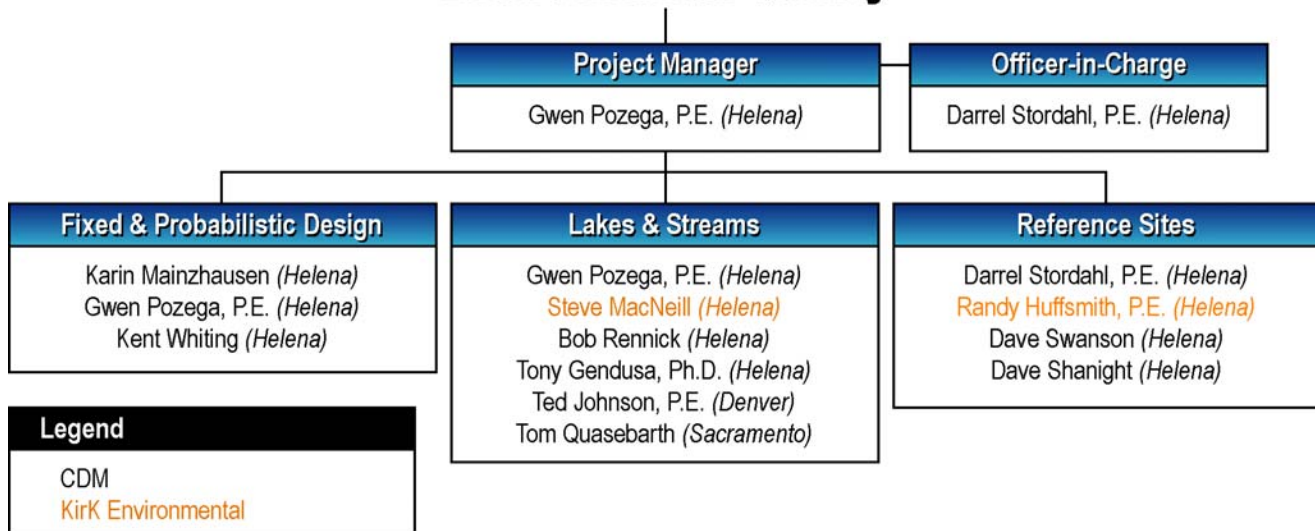 Project Manager
Gwen Pozega, P.E. (Helena)
Officer-in-Charge
Darrel Stordahl, P.E. (Helena)
Fixed & Probabilistic Design
Karin Mainzhausen (Helena)
Gwen Pozega, P.E. (Helena)
Kent Whiting (Helena)
Lakes & Streams
Gwen Pozega, P.E. (Helena)
Steve MacNeill (Helena)
Bob Rennick (Helena)
Tony Gendusa, Ph.D. (Helena)
Ted Johnson, P.E. (Denver)
Tom Quasebarth (Sacramento)
Reference Sites
Darrel Stordahl, P.E. (Helena)
Randy Huffsmith, P.E. (Helena)
Dave Swanson (Helena)
Dave Shanight (Helena)
Legend
CDM
KirK Environmental